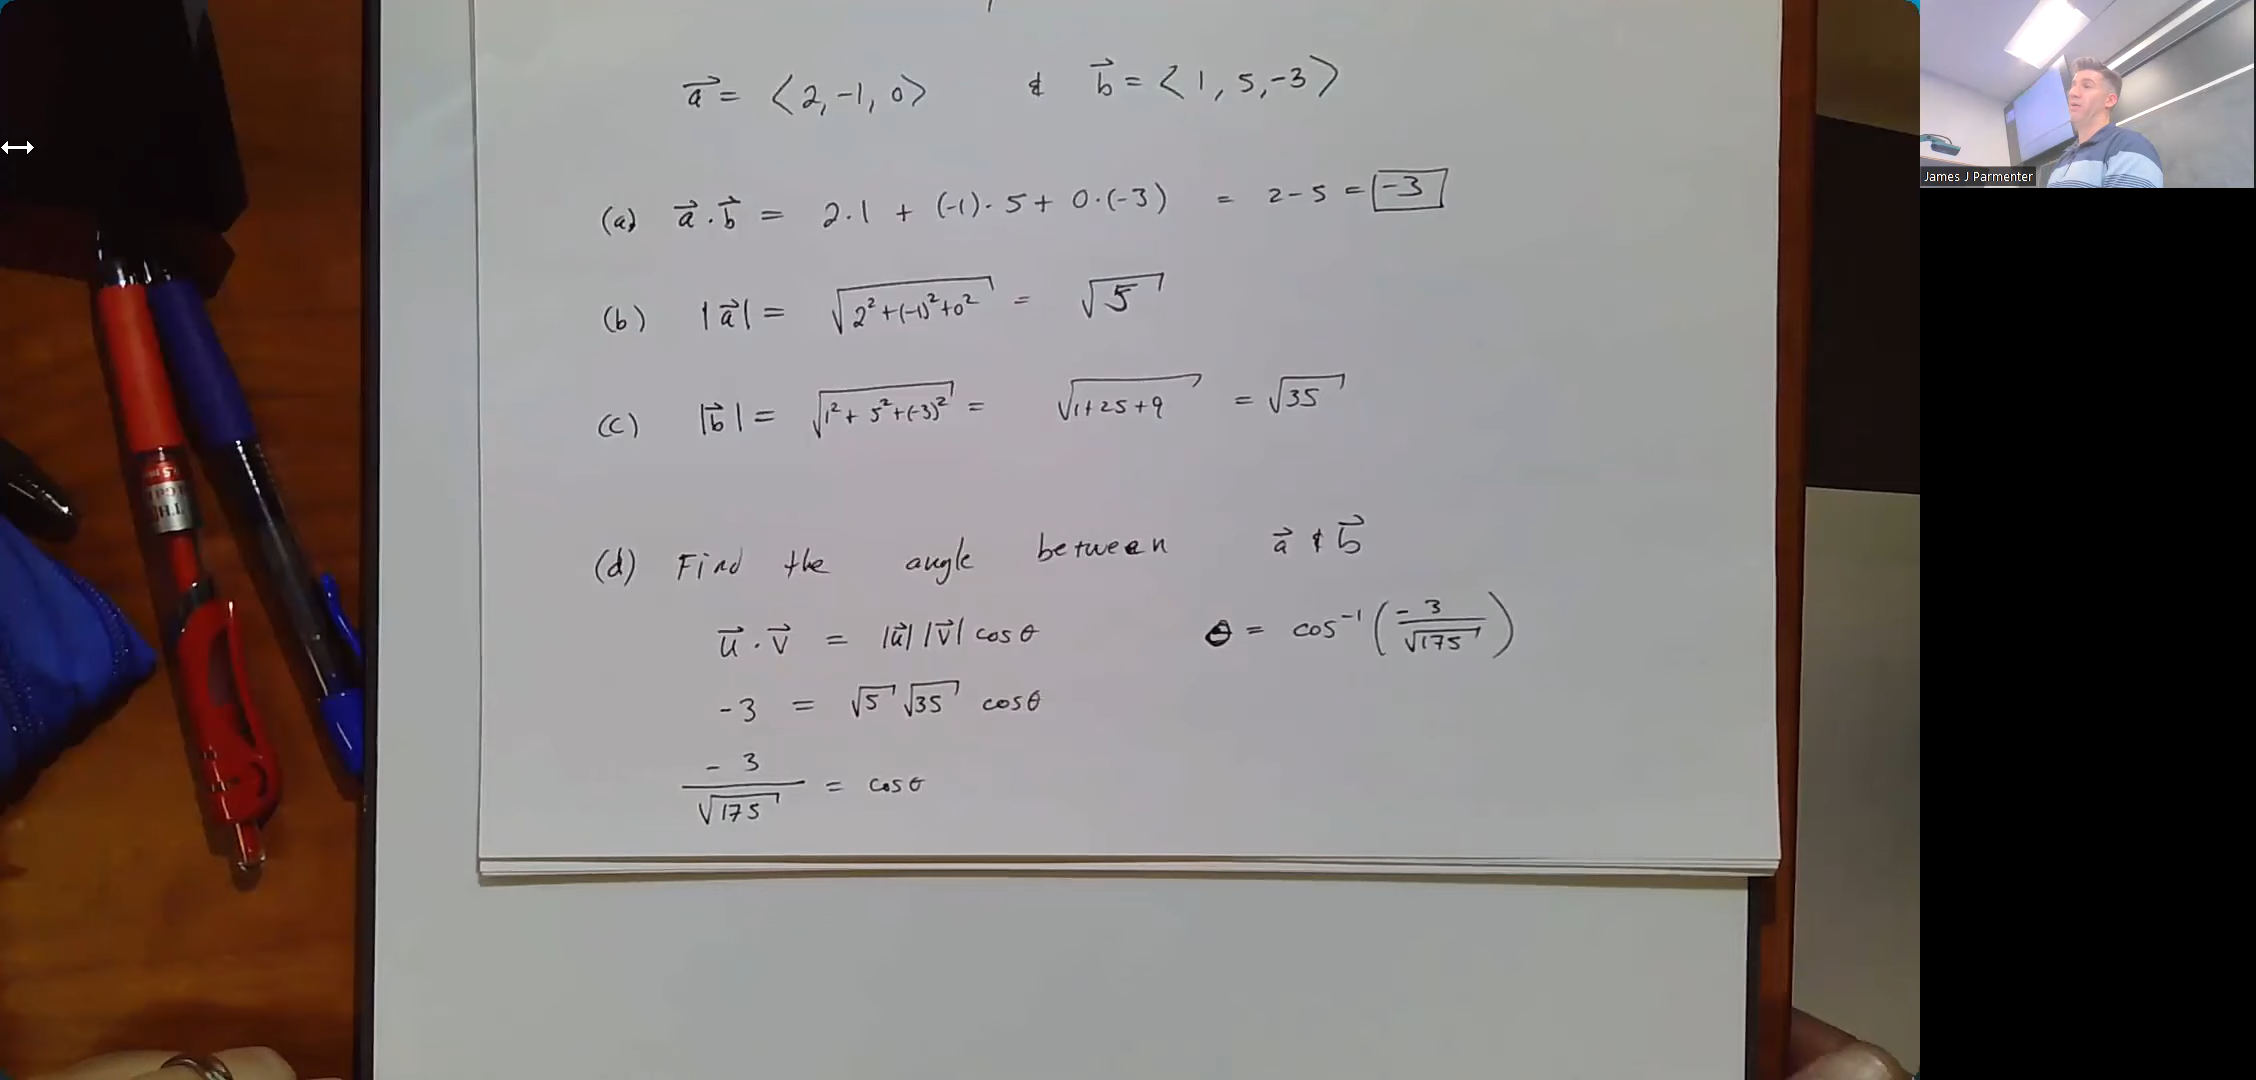 a⃗ = ⟨2, -1, 0⟩ & b⃗ = ⟨1, 5, -3⟩
(a) a⃗ · b⃗ = 2·1 + (-1)·5 + 0·(-3) = 2-5 = -3
(b) |a⃗| = √(2² + (-1)² + 0²) = √5
(c) |b⃗| = √(1² + 5² + (-3)²) = √(1+25+9) = √35
(d) Find the angle between a⃗ & b⃗
u⃗ · v⃗ = |u⃗| |v⃗| cos θ
-3 = √5 √35 cos θ
-3/√175 = cos θ
θ = cos⁻¹(-3/√175)
James J Parmenter